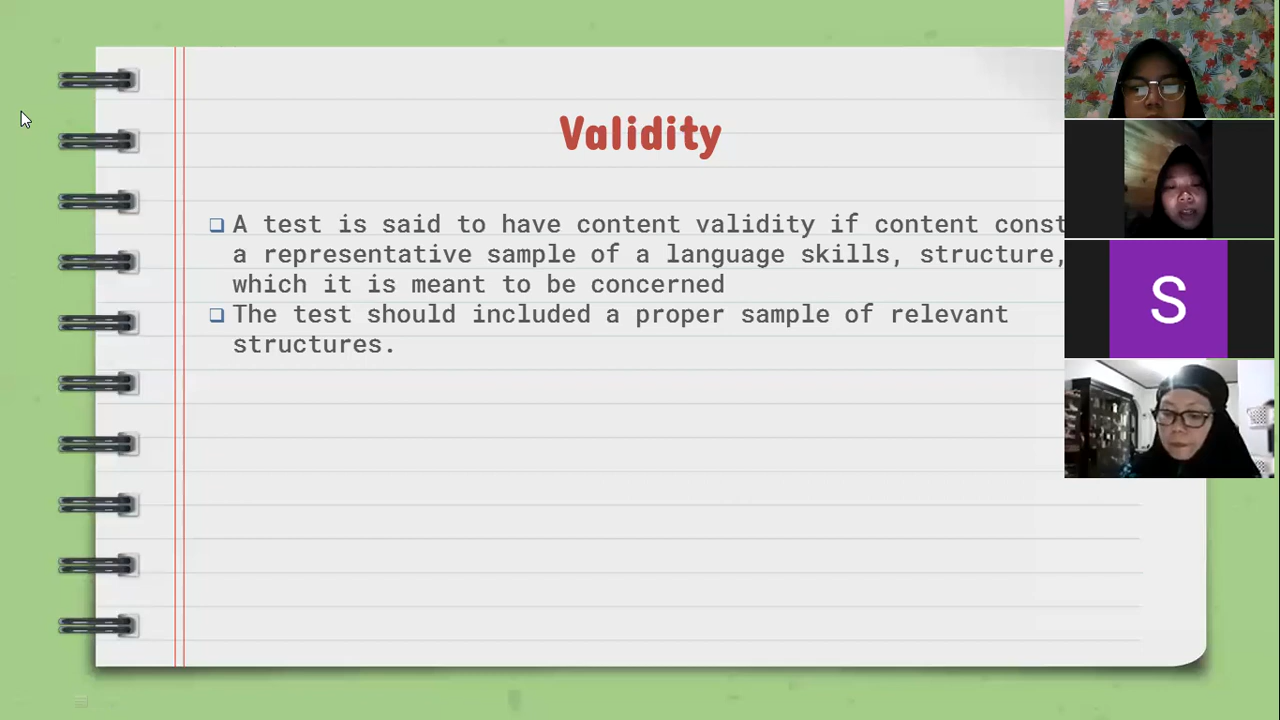 Validity
A test is said to have content validity if content
a representative sample of a language skills, structure,
which it is meant to be concerned
The test should included a proper sample of relevant
structures.
S